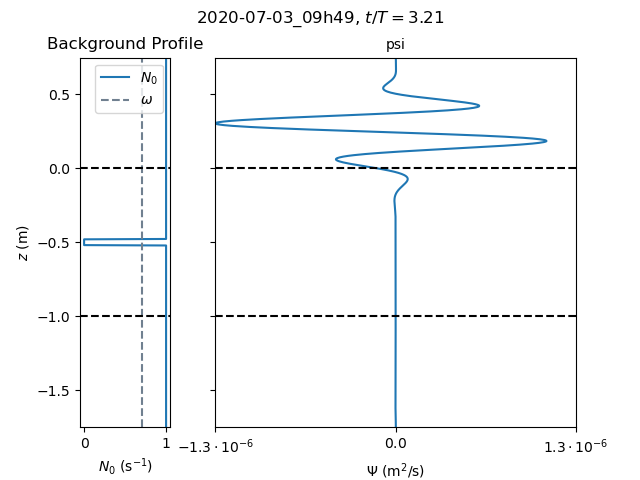 2020-07-03_09h49, t/T = 3.21
Background Profile
psi
N₀
ω
0.5
0.0
−0.5
−1.0
−1.5
z (m)
0 1
N₀ (s⁻¹)
−1.3 · 10⁻⁶ 0.0 1.3 · 10⁻⁶
Ψ (m²/s)